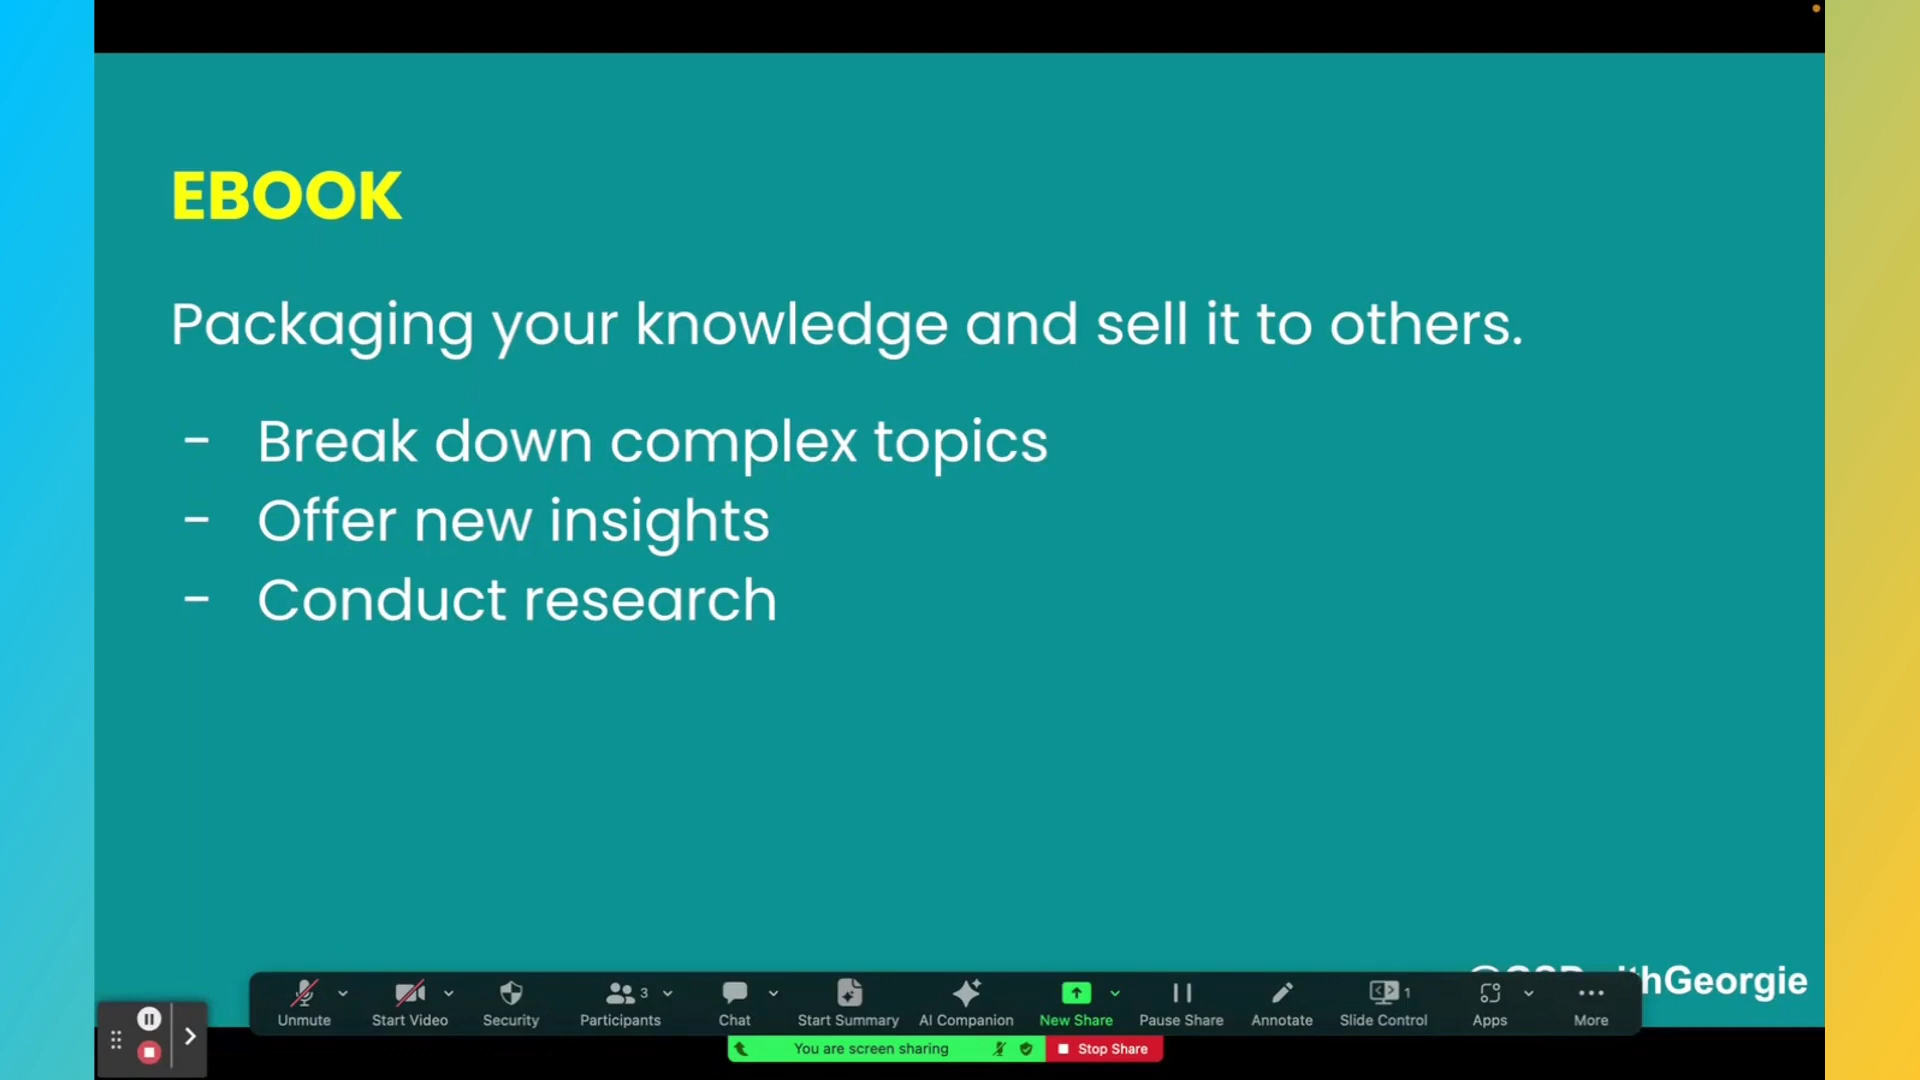 EBOOK
Packaging your knowledge and sell it to others.
- Break down complex topics
- Offer new insights
- Conduct research
Unmute
Start Video
Security
3
Participants
Chat
Start Summary
AI Companion
New Share
Pause Share
Annotate
1
Slide Control
Apps
More
You are screen sharing
Stop Share